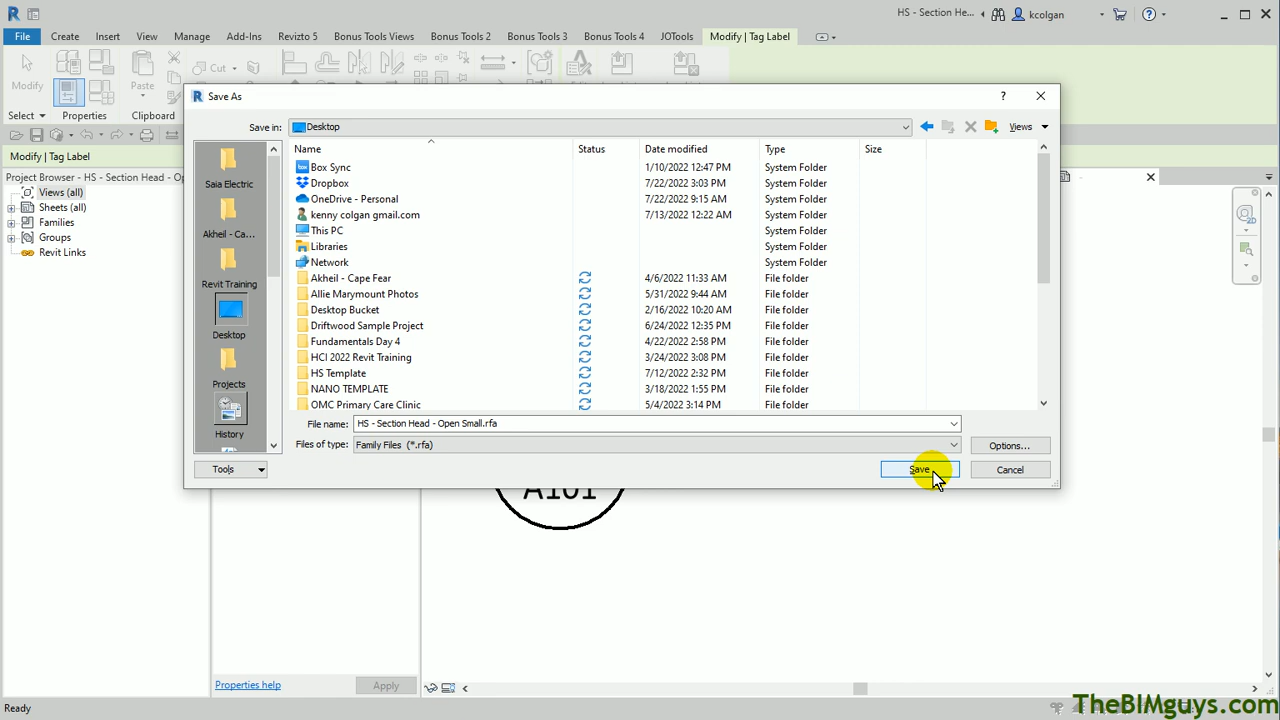 HS - Section He...
kcolgan
File Create Insert View Manage Add-Ins Revizto 5 Bonus Tools Views Bonus Tools 2 Bonus Tools 3 Bonus Tools 4 JOTools Modify | Tag Label
Modify
Paste
Cut
Select Properties Clipboard
Modify | Tag Label
Project Browser - HS - Section Head - Op
Views (all)
Sheets (all)
Families
Groups
Revit Links
Save As
Save in: Desktop
Views
Saia Electric
Akheil - Ca...
Revit Training
Desktop
Projects
History
Name Status Date modified Type Size
Box Sync 1/10/2022 12:47 PM System Folder
Dropbox 7/22/2022 3:03 PM System Folder
OneDrive - Personal 7/22/2022 9:15 AM System Folder
kenny colgan gmail.com 7/13/2022 12:22 AM System Folder
This PC System Folder
Libraries System Folder
Network System Folder
Akheil - Cape Fear 4/6/2022 11:33 AM File folder
Allie Marymount Photos 5/31/2022 9:44 AM File folder
Desktop Bucket 2/16/2022 10:20 AM File folder
Driftwood Sample Project 6/24/2022 12:35 PM File folder
Fundamentals Day 4 4/22/2022 2:58 PM File folder
HCI 2022 Revit Training 3/24/2022 3:08 PM File folder
HS Template 7/12/2022 2:32 PM File folder
NANO TEMPLATE 3/18/2022 1:55 PM File folder
OMC Primary Care Clinic 5/4/2022 3:14 PM File folder
File name: HS - Section Head - Open Small.rfa
Files of type: Family Files (*.rfa)
Options...
Tools
Save
Cancel
A101
Properties help
Apply
Ready
TheBIMguys.com